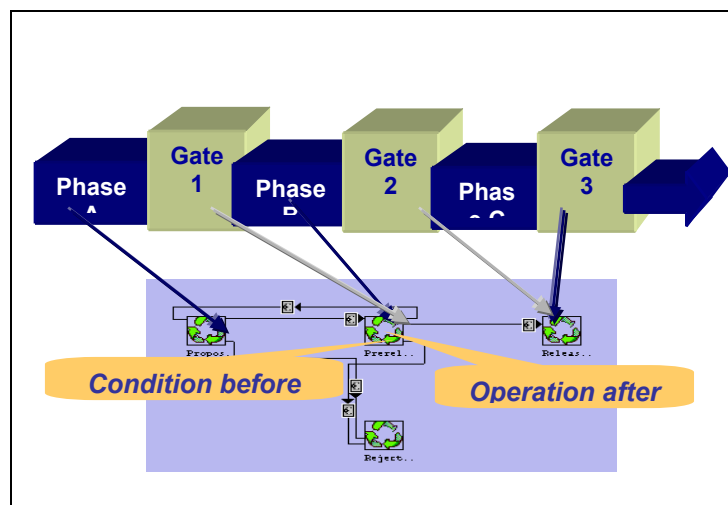 Phase
A
Gate
1
Phase
B
Gate
2
Phas
e C
Gate
3
Propos..
Prerel..
Releas..
Condition before
Operation after
Reject..